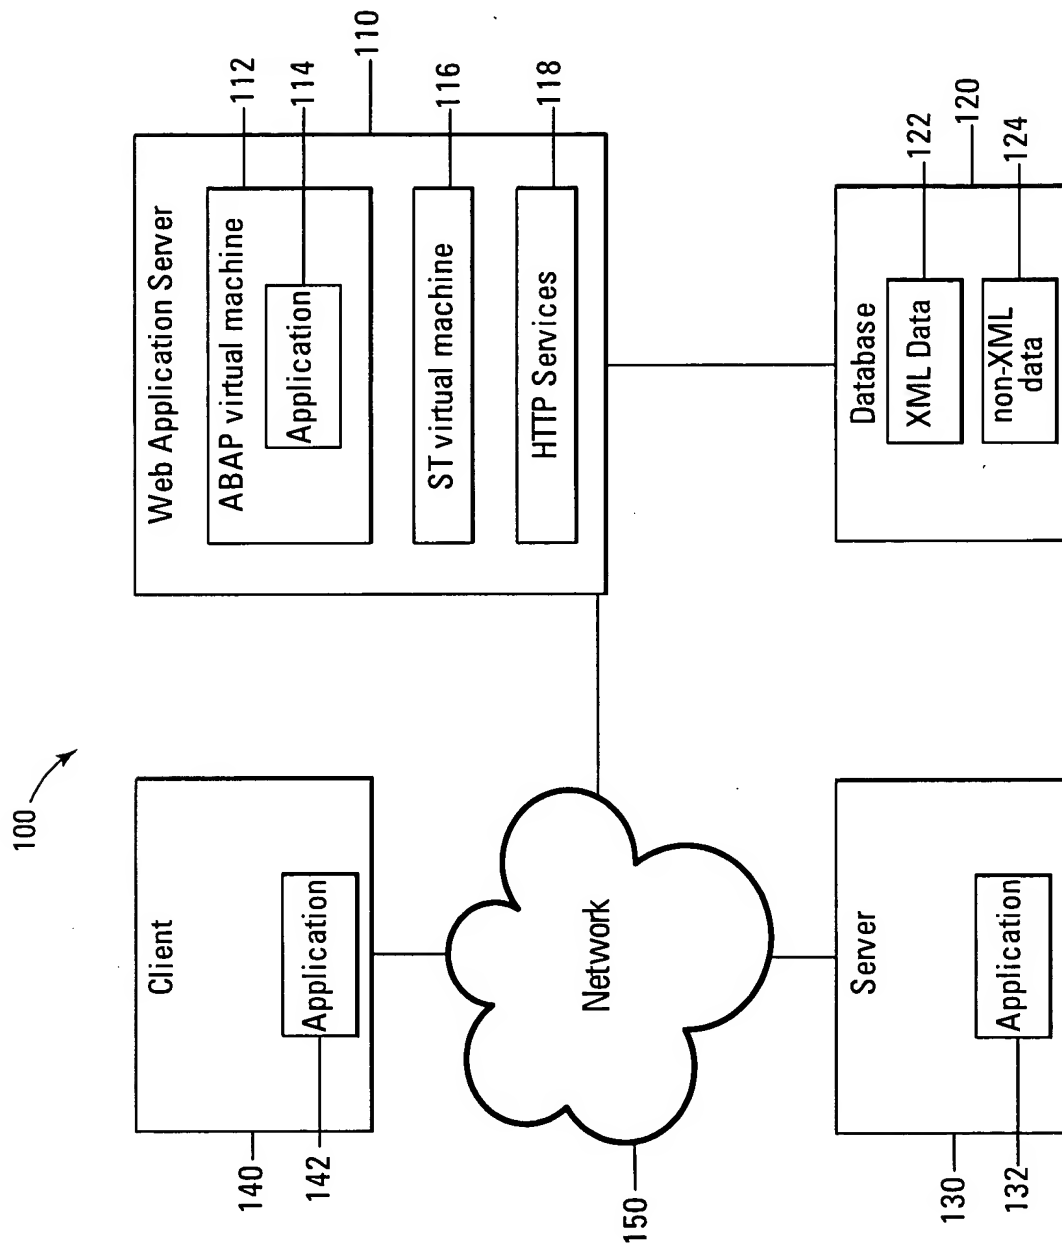 100
Client
Application
140
142
Network
150
Server
Application
130
132
Web Application Server
ABAP virtual machine
Application
ST virtual machine
HTTP Services
112
114
110
116
118
Database
XML Data
non-XML
data
122
120
124